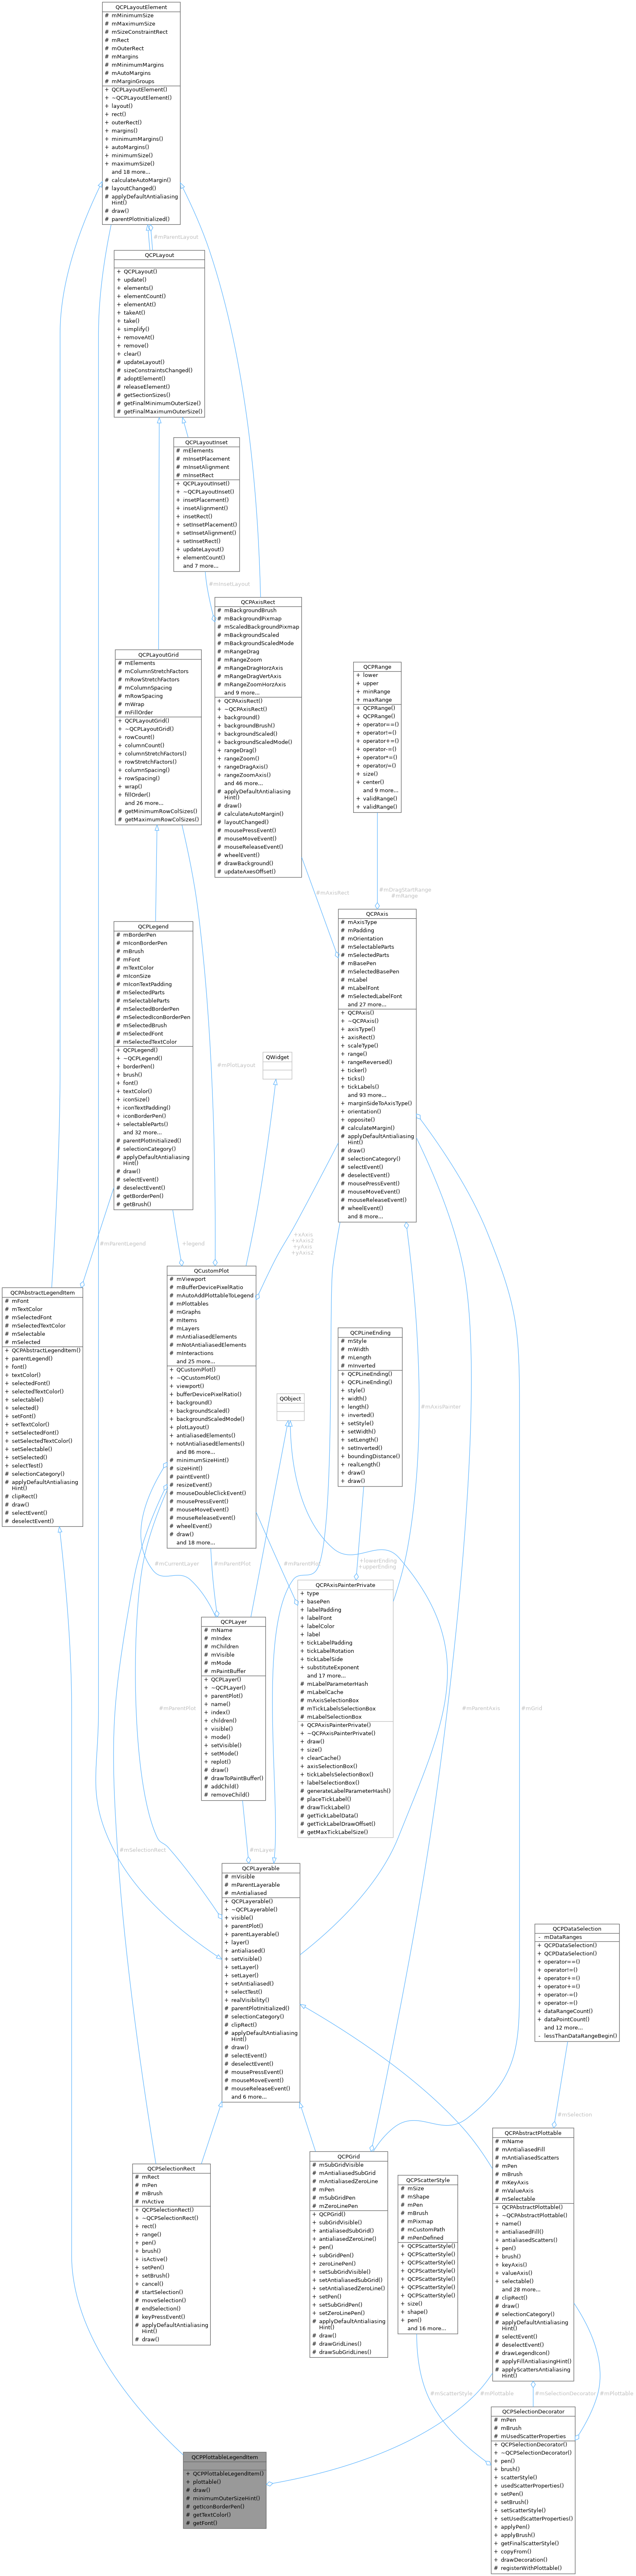 QCPLayoutElement
# mMinimumSize
# mMaximumSize
# mSizeConstraintRect
# mRect
# mOuterRect
# mMargins
# mMinimumMargins
# mAutoMargins
# mMarginGroups
+ QCPLayoutElement()
+ ~QCPLayoutElement()
+ layout()
+ rect()
+ outerRect()
+ margins()
+ minimumMargins()
+ autoMargins()
+ minimumSize()
+ maximumSize()
and 18 more...
# calculateAutoMargin()
# layoutChanged()
# applyDefaultAntialiasing
Hint()
# draw()
# parentPlotInitialized()
#mParentLayout
QCPLayout
+ QCPLayout()
+ update()
+ elements()
+ elementCount()
+ elementAt()
+ takeAt()
+ take()
+ simplify()
+ removeAt()
+ remove()
+ clear()
# updateLayout()
# sizeConstraintsChanged()
# adoptElement()
# releaseElement()
# getSectionSizes()
# getFinalMinimumOuterSize()
# getFinalMaximumOuterSize()
QCPLayoutInset
# mElements
# mInsetPlacement
# mInsetAlignment
# mInsetRect
+ QCPLayoutInset()
+ ~QCPLayoutInset()
+ insetPlacement()
+ insetAlignment()
+ insetRect()
+ setInsetPlacement()
+ setInsetAlignment()
+ setInsetRect()
+ updateLayout()
+ elementCount()
and 7 more...
#mInsetLayout
QCPAxisRect
# mBackgroundBrush
# mBackgroundPixmap
# mScaledBackgroundPixmap
# mBackgroundScaled
# mBackgroundScaledMode
# mRangeDrag
# mRangeZoom
# mRangeDragHorzAxis
# mRangeDragVertAxis
# mRangeZoomHorzAxis
and 9 more...
+ QCPAxisRect()
+ ~QCPAxisRect()
+ background()
+ backgroundBrush()
+ backgroundScaled()
+ backgroundScaledMode()
+ rangeDrag()
+ rangeZoom()
+ rangeDragAxis()
+ rangeZoomAxis()
and 46 more...
# applyDefaultAntialiasing
Hint()
# draw()
# calculateAutoMargin()
# layoutChanged()
# mousePressEvent()
# mouseMoveEvent()
# mouseReleaseEvent()
# wheelEvent()
# drawBackground()
# updateAxesOffset()
QCPLayoutGrid
# mElements
# mColumnStretchFactors
# mRowStretchFactors
# mColumnSpacing
# mRowSpacing
# mWrap
# mFillOrder
+ QCPLayoutGrid()
+ ~QCPLayoutGrid()
+ rowCount()
+ columnCount()
+ columnStretchFactors()
+ rowStretchFactors()
+ columnSpacing()
+ rowSpacing()
+ wrap()
+ fillOrder()
and 26 more...
# getMinimumRowColSizes()
# getMaximumRowColSizes()
QCPRange
+ lower
+ upper
+ minRange
+ maxRange
+ QCPRange()
+ QCPRange()
+ operator==()
+ operator!=()
+ operator+=()
+ operator-=()
+ operator*=()
+ operator/=()
+ size()
+ center()
and 9 more...
+ validRange()
+ validRange()
#mAxisRect
#mDragStartRange
#mRange
QCPAxis
# mAxisType
# mPadding
# mOrientation
# mSelectableParts
# mSelectedParts
# mBasePen
# mSelectedBasePen
# mLabel
# mLabelFont
# mSelectedLabelFont
and 27 more...
+ QCPAxis()
+ ~QCPAxis()
+ axisType()
+ axisRect()
+ scaleType()
+ range()
+ rangeReversed()
+ ticker()
+ ticks()
+ tickLabels()
and 93 more...
+ marginSideToAxisType()
+ orientation()
+ opposite()
# calculateMargin()
# applyDefaultAntialiasing
Hint()
# draw()
# selectionCategory()
# selectEvent()
# deselectEvent()
# mousePressEvent()
# mouseMoveEvent()
# mouseReleaseEvent()
# wheelEvent()
and 8 more...
QCPLegend
# mBorderPen
# mIconBorderPen
# mBrush
# mFont
# mTextColor
# mIconSize
# mIconTextPadding
# mSelectedParts
# mSelectableParts
# mSelectedBorderPen
# mSelectedIconBorderPen
# mSelectedBrush
# mSelectedFont
# mSelectedTextColor
+ QCPLegend()
+ ~QCPLegend()
+ borderPen()
+ brush()
+ font()
+ textColor()
+ iconSize()
+ iconTextPadding()
+ iconBorderPen()
+ selectableParts()
and 32 more...
# parentPlotInitialized()
# selectionCategory()
# applyDefaultAntialiasing
Hint()
# draw()
# selectEvent()
# deselectEvent()
# getBorderPen()
# getBrush()
#mPlotLayout
QWidget
#mParentLegend
+legend
+xAxis
+xAxis2
+yAxis
+yAxis2
QCPAbstractLegendItem
# mFont
# mTextColor
# mSelectedFont
# mSelectedTextColor
# mSelectable
# mSelected
+ QCPAbstractLegendItem()
+ parentLegend()
+ font()
+ textColor()
+ selectedFont()
+ selectedTextColor()
+ selectable()
+ selected()
+ setFont()
+ setTextColor()
+ setSelectedFont()
+ setSelectedTextColor()
+ setSelectable()
+ setSelected()
+ selectTest()
# selectionCategory()
# applyDefaultAntialiasing
Hint()
# clipRect()
# draw()
# selectEvent()
# deselectEvent()
QCustomPlot
# mViewport
# mBufferDevicePixelRatio
# mAutoAddPlottableToLegend
# mPlottables
# mGraphs
# mItems
# mLayers
# mAntialiasedElements
# mNotAntialiasedElements
# mInteractions
and 25 more...
+ QCustomPlot()
+ ~QCustomPlot()
+ viewport()
+ bufferDevicePixelRatio()
+ background()
+ backgroundScaled()
+ backgroundScaledMode()
+ plotLayout()
+ antialiasedElements()
+ notAntialiasedElements()
and 86 more...
# minimumSizeHint()
# sizeHint()
# paintEvent()
# resizeEvent()
# mouseDoubleClickEvent()
# mousePressEvent()
# mouseMoveEvent()
# mouseReleaseEvent()
# wheelEvent()
# draw()
and 18 more...
QObject
QCPLineEnding
# mStyle
# mWidth
# mLength
# mInverted
+ QCPLineEnding()
+ QCPLineEnding()
+ style()
+ width()
+ length()
+ inverted()
+ setStyle()
+ setWidth()
+ setLength()
+ setInverted()
+ boundingDistance()
+ realLength()
+ draw()
+ draw()
#mAxisPainter
#mCurrentLayer
#mParentPlot
#mParentPlot
+lowerEnding
+upperEnding
QCPAxisPainterPrivate
+ type
+ basePen
+ labelPadding
+ labelFont
+ labelColor
+ label
+ tickLabelPadding
+ tickLabelRotation
+ tickLabelSide
+ substituteExponent
and 17 more...
# mLabelParameterHash
# mLabelCache
# mAxisSelectionBox
# mTickLabelsSelectionBox
# mLabelSelectionBox
+ QCPAxisPainterPrivate()
+ ~QCPAxisPainterPrivate()
+ draw()
+ size()
+ clearCache()
+ axisSelectionBox()
+ tickLabelsSelectionBox()
+ labelSelectionBox()
# generateLabelParameterHash()
# placeTickLabel()
# drawTickLabel()
# getTickLabelData()
# getTickLabelDrawOffset()
# getMaxTickLabelSize()
QCPLayer
# mName
# mIndex
# mChildren
# mVisible
# mMode
# mPaintBuffer
+ QCPLayer()
+ ~QCPLayer()
+ parentPlot()
+ name()
+ index()
+ children()
+ visible()
+ mode()
+ setVisible()
+ setMode()
+ replot()
# draw()
# drawToPaintBuffer()
# addChild()
# removeChild()
#mParentPlot
#mParentAxis
#mGrid
#mSelectionRect
#mLayer
QCPLayerable
# mVisible
# mParentLayerable
# mAntialiased
+ QCPLayerable()
+ ~QCPLayerable()
+ visible()
+ parentPlot()
+ parentLayerable()
+ layer()
+ antialiased()
+ setVisible()
+ setLayer()
+ setLayer()
+ setAntialiased()
+ selectTest()
+ realVisibility()
# parentPlotInitialized()
# selectionCategory()
# clipRect()
# applyDefaultAntialiasing
Hint()
# draw()
# selectEvent()
# deselectEvent()
# mousePressEvent()
# mouseMoveEvent()
# mouseReleaseEvent()
and 6 more...
QCPDataSelection
- mDataRanges
+ QCPDataSelection()
+ QCPDataSelection()
+ operator==()
+ operator!=()
+ operator+=()
+ operator+=()
+ operator-=()
+ operator-=()
+ dataRangeCount()
+ dataPointCount()
and 12 more...
- lessThanDataRangeBegin()
#mSelection
QCPSelectionRect
# mRect
# mPen
# mBrush
# mActive
+ QCPSelectionRect()
+ ~QCPSelectionRect()
+ rect()
+ range()
+ pen()
+ brush()
+ isActive()
+ setPen()
+ setBrush()
+ cancel()
# startSelection()
# moveSelection()
# endSelection()
# keyPressEvent()
# applyDefaultAntialiasing
Hint()
# draw()
QCPGrid
# mSubGridVisible
# mAntialiasedSubGrid
# mAntialiasedZeroLine
# mPen
# mSubGridPen
# mZeroLinePen
+ QCPGrid()
+ subGridVisible()
+ antialiasedSubGrid()
+ antialiasedZeroLine()
+ pen()
+ subGridPen()
+ zeroLinePen()
+ setSubGridVisible()
+ setAntialiasedSubGrid()
+ setAntialiasedZeroLine()
+ setPen()
+ setSubGridPen()
+ setZeroLinePen()
# applyDefaultAntialiasing
Hint()
# draw()
# drawGridLines()
# drawSubGridLines()
QCPScatterStyle
# mSize
# mShape
# mPen
# mBrush
# mPixmap
# mCustomPath
# mPenDefined
+ QCPScatterStyle()
+ QCPScatterStyle()
+ QCPScatterStyle()
+ QCPScatterStyle()
+ QCPScatterStyle()
+ QCPScatterStyle()
+ QCPScatterStyle()
+ size()
+ shape()
+ pen()
and 16 more...
QCPAbstractPlottable
# mName
# mAntialiasedFill
# mAntialiasedScatters
# mPen
# mBrush
# mKeyAxis
# mValueAxis
# mSelectable
+ QCPAbstractPlottable()
+ ~QCPAbstractPlottable()
+ name()
+ antialiasedFill()
+ antialiasedScatters()
+ pen()
+ brush()
+ keyAxis()
+ valueAxis()
+ selectable()
and 28 more...
# clipRect()
# draw()
# selectionCategory()
# applyDefaultAntialiasing
Hint()
# selectEvent()
# deselectEvent()
# drawLegendIcon()
# applyFillAntialiasingHint()
# applyScattersAntialiasing
Hint()
#mScatterStyle
#mPlottable
#mSelectionDecorator
#mPlottable
QCPSelectionDecorator
# mPen
# mBrush
# mUsedScatterProperties
+ QCPSelectionDecorator()
+ ~QCPSelectionDecorator()
+ pen()
+ brush()
+ scatterStyle()
+ usedScatterProperties()
+ setPen()
+ setBrush()
+ setScatterStyle()
+ setUsedScatterProperties()
+ applyPen()
+ applyBrush()
+ getFinalScatterStyle()
+ copyFrom()
+ drawDecoration()
# registerWithPlottable()
QCPPlottableLegendItem
+ QCPPlottableLegendItem()
+ plottable()
# draw()
# minimumOuterSizeHint()
# getIconBorderPen()
# getTextColor()
# getFont()